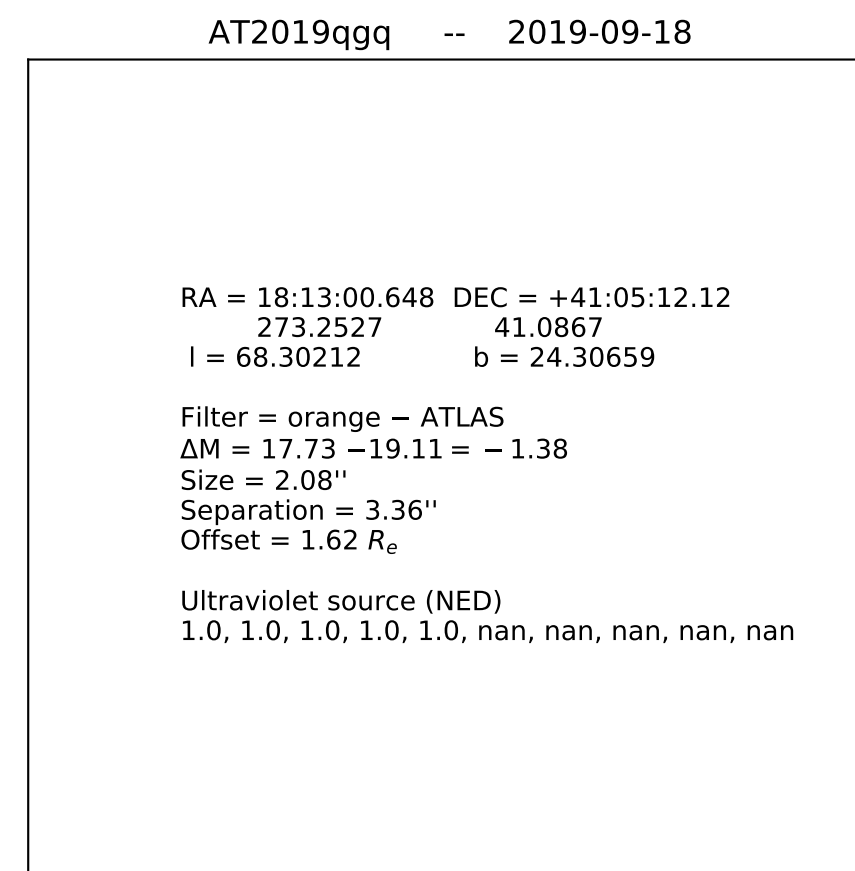 AT2019qgq -- 2019-09-18
RA = 18:13:00.648 DEC = +41:05:12.12
273.2527 41.0867
l = 68.30212 b = 24.30659
Filter = orange − ATLAS
ΔM = 17.73 −19.11 = −1.38
Size = 2.08''
Separation = 3.36''
Offset = 1.62 Re
Ultraviolet source (NED)
1.0, 1.0, 1.0, 1.0, 1.0, nan, nan, nan, nan, nan